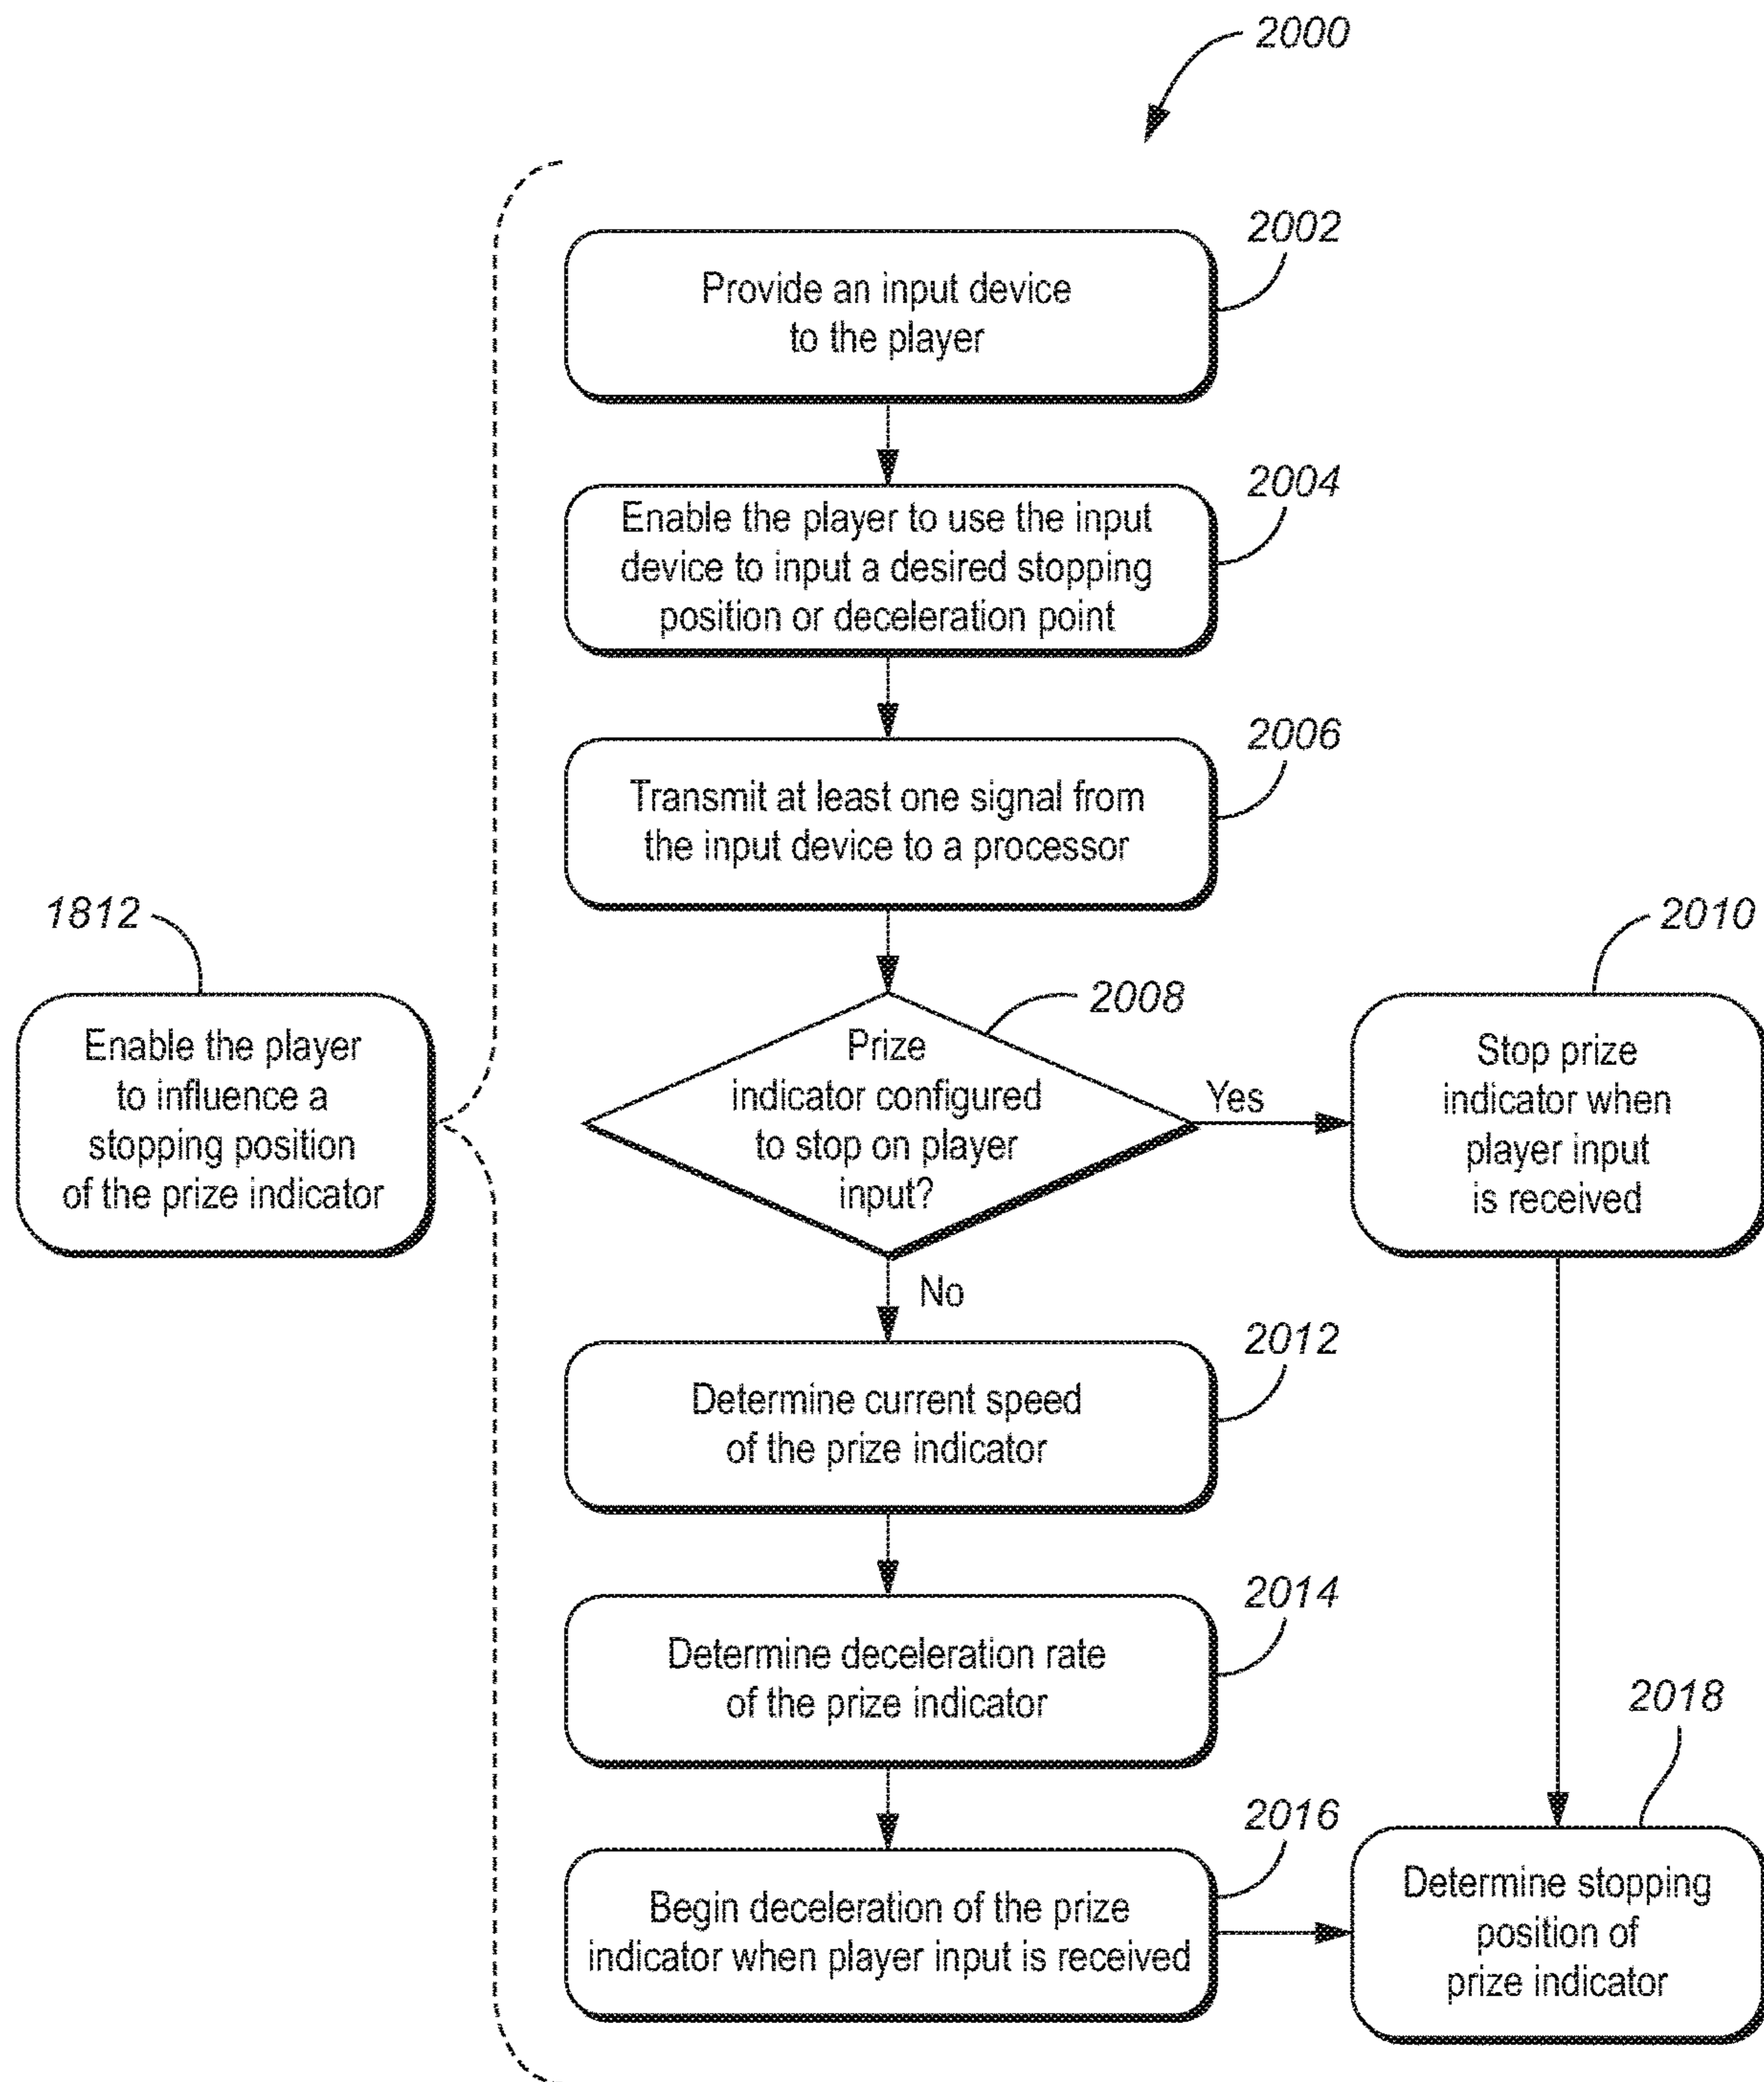 2000
2002
Provide an input device
to the player
2004
Enable the player to use the input
device to input a desired stopping
position or deceleration point
2006
Transmit at least one signal from
the input device to a processor
1812
Enable the player
to influence a
stopping position
of the prize indicator
2008
Prize
indicator configured
to stop on player
input?
Yes
2010
Stop prize
indicator when
player input
is received
No
2012
Determine current speed
of the prize indicator
2014
Determine deceleration rate
of the prize indicator
2016
Begin deceleration of the prize
indicator when player input is received
2018
Determine stopping
position of
prize indicator